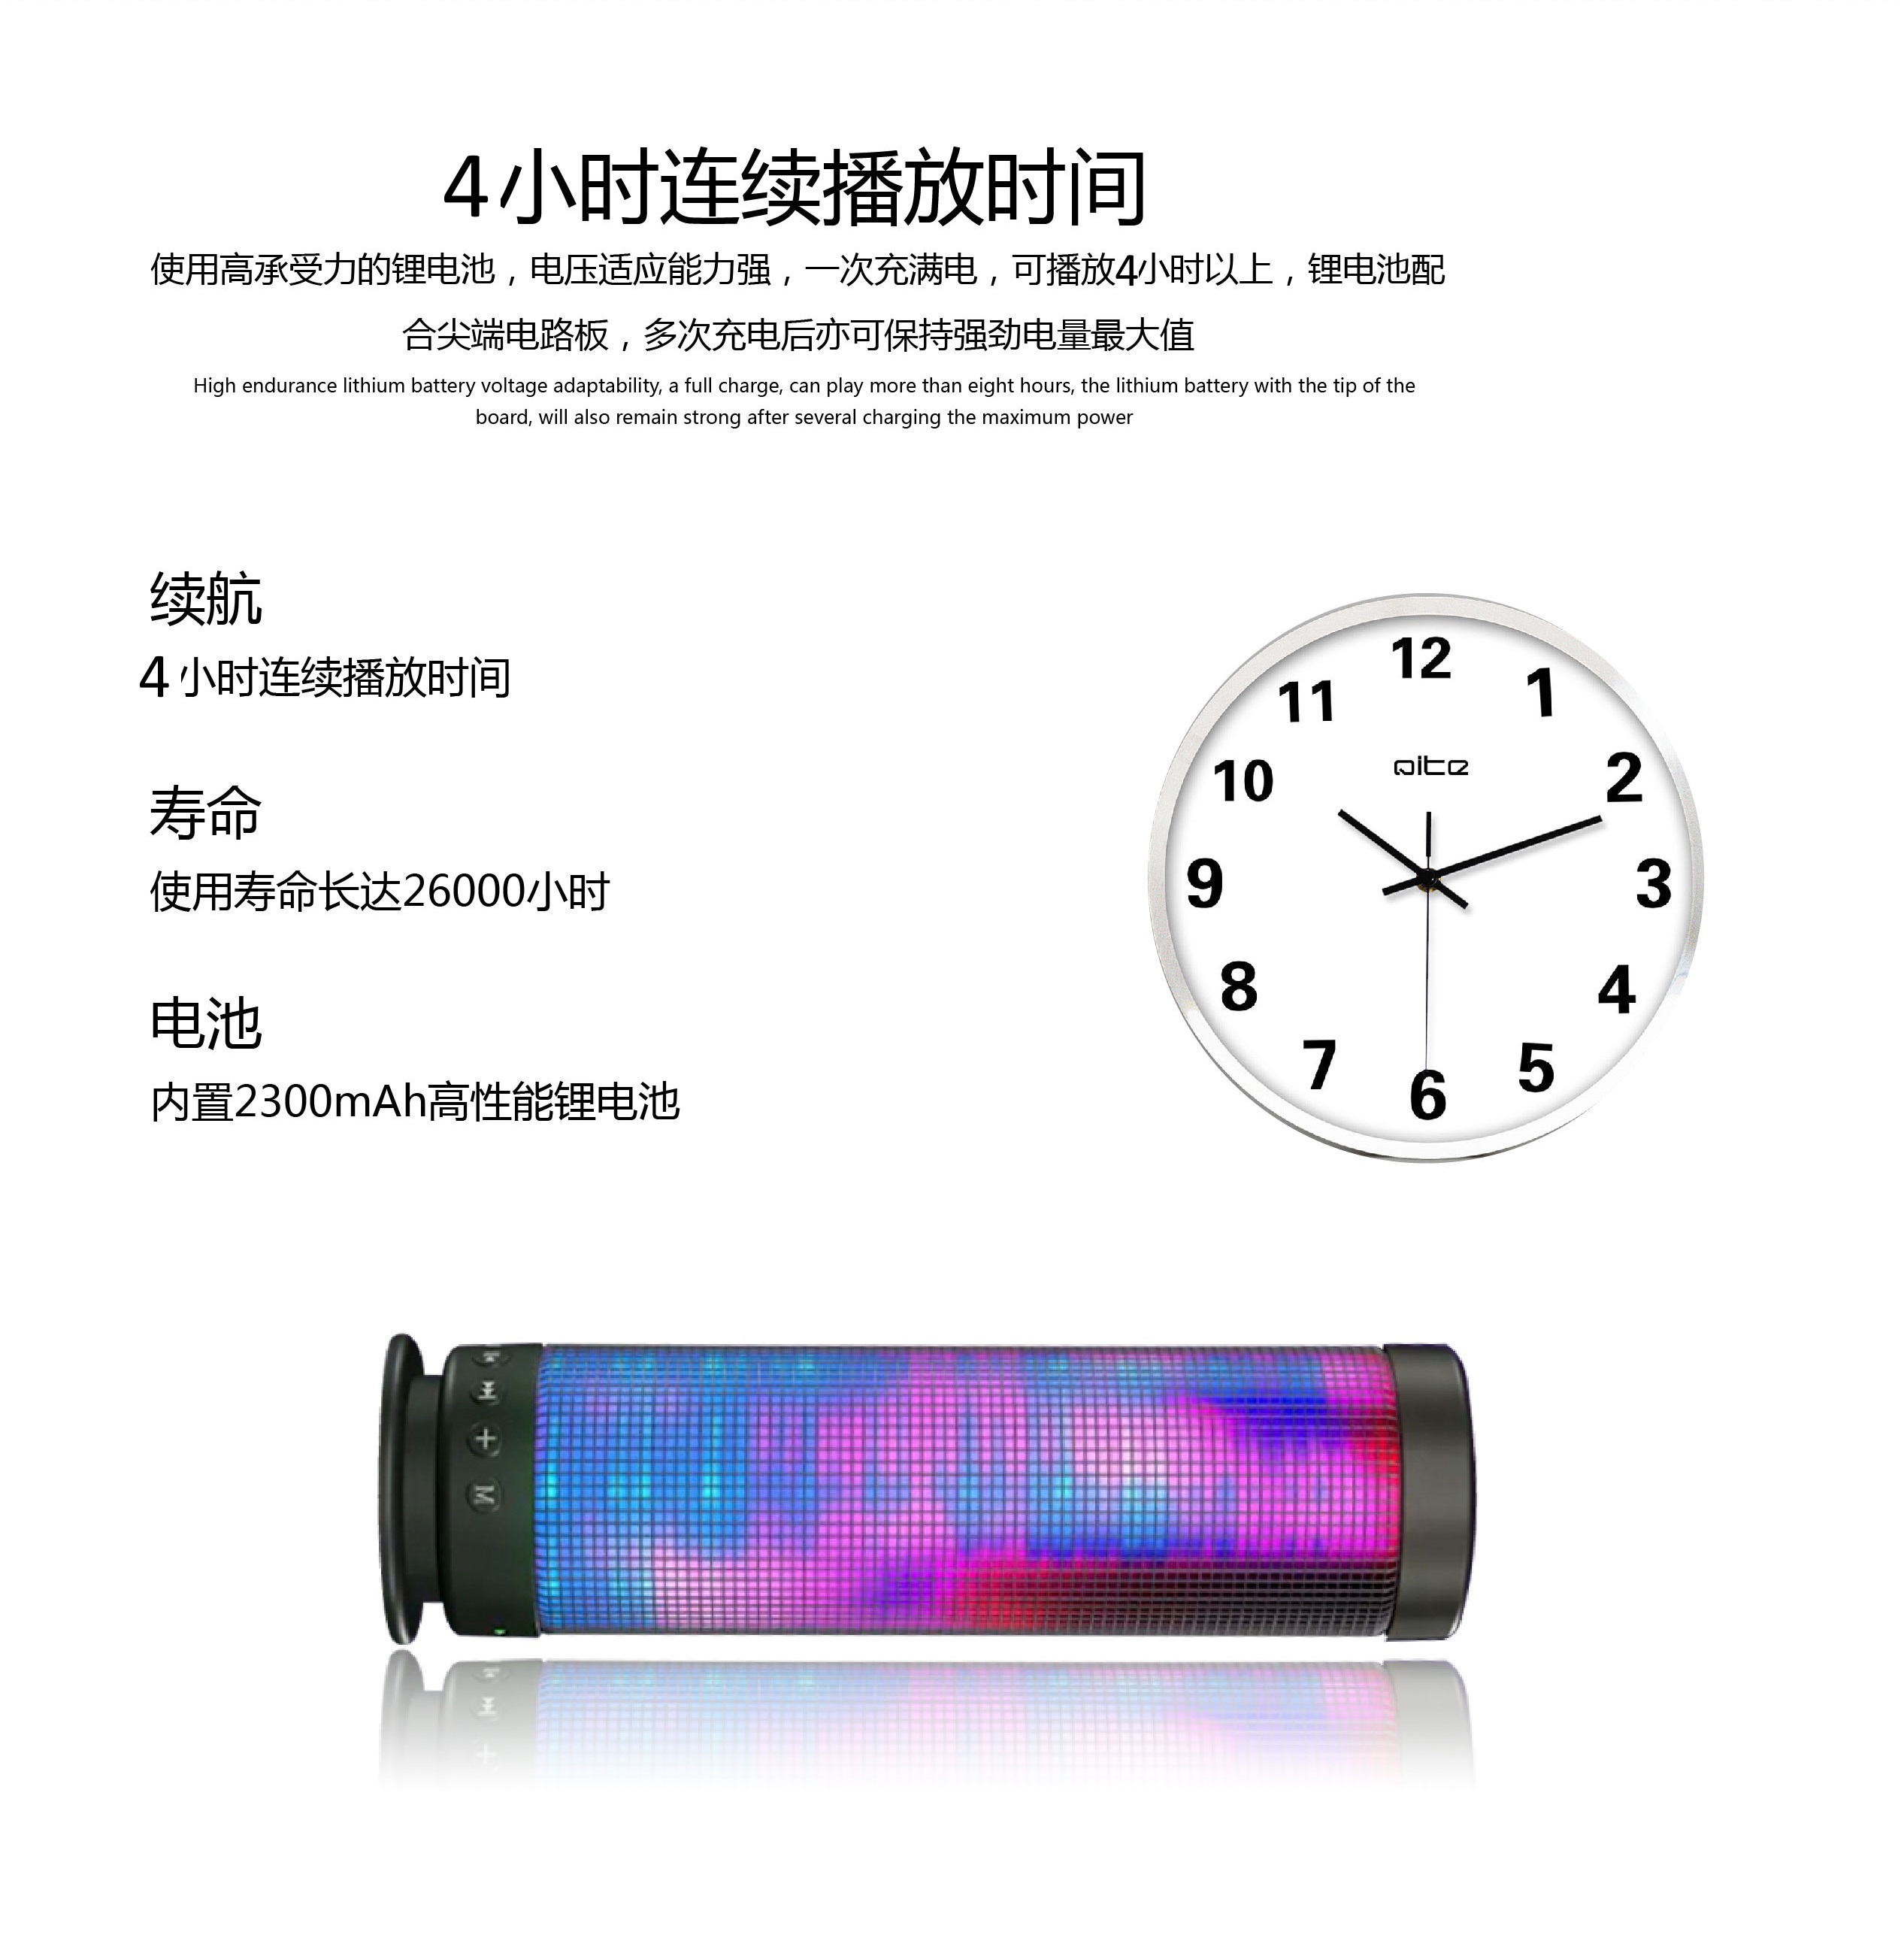 4小时连续播放时间
使用高承受力的锂电池，电压适应能力强，一次充满电，可播放4小时以上，锂电池配
合尖端电路板，多次充电后亦可保持强劲电量最大值
High endurance lithium battery voltage adaptability, a full charge, can play more than eight hours, the lithium battery with the tip of the
board, will also remain strong after several charging the maximum power
续航
4小时连续播放时间
寿命
使用寿命长达26000小时
电池
内置2300mAh高性能锂电池
12
11
1
10
2
9
3
8
4
7
5
6
+
M